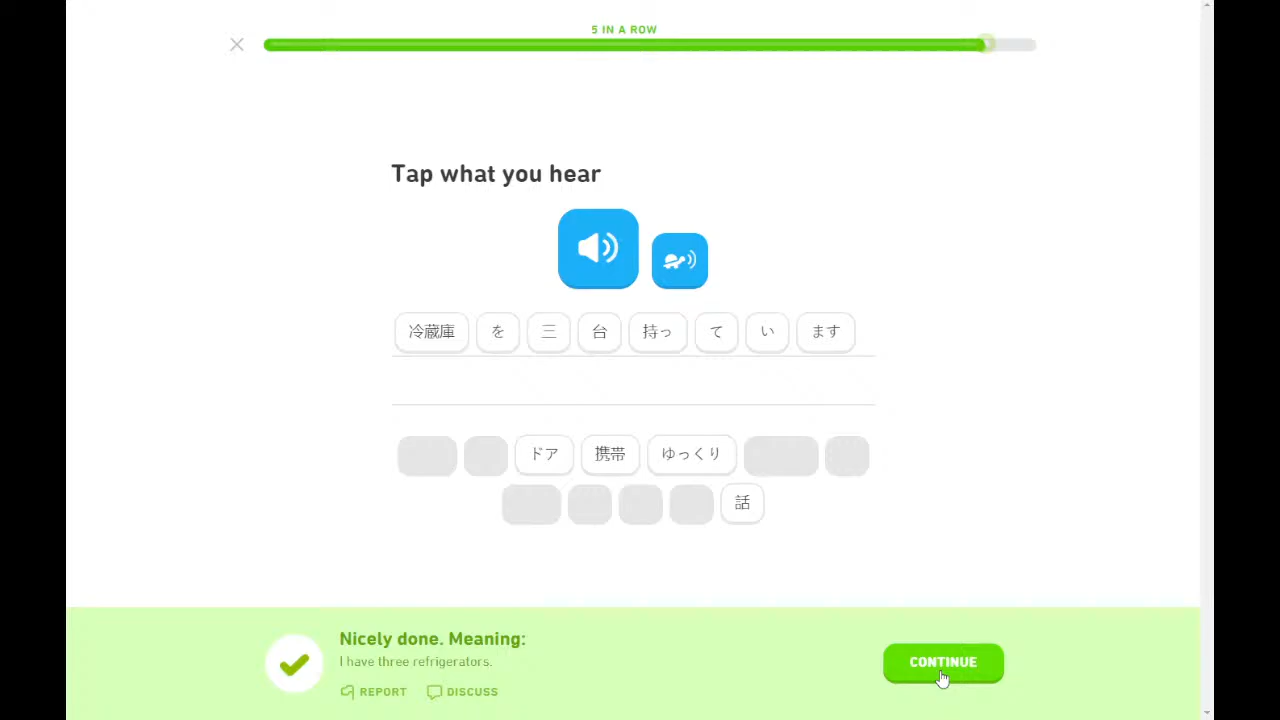 5 IN A ROW
Tap what you hear
冷蔵庫 を 三 台 持っ て い ます
ドア 携帯 ゆっくり
話
Nicely done. Meaning:
I have three refrigerators.
CONTINUE
REPORT DISCUSS